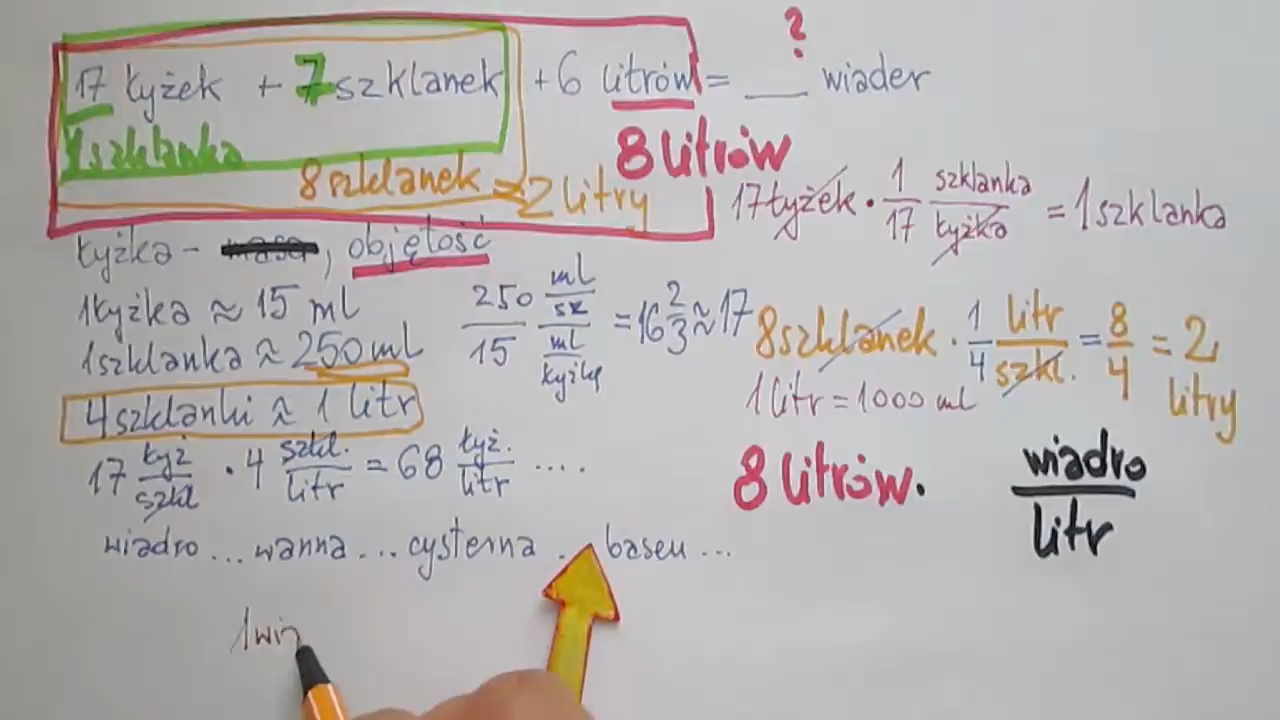 ?
17 łyżek + 7 szklanek + 6 litrów = ___ wiader
1 szklanka
8 litrów
8 szklanek = 2 litry
17 łyżek · 1/17 szklanka/łyżka = 1 szklanka
łyżka - masa, objętość
1 łyżka ≈ 15 ml
250 ml/sz / 15 ml/łyżkę = 16 2/3 ≈ 17
1 szklanka ≈ 250 ml
8 szklanek · 1/4 litr/szkl. = 8/4 = 2 litry
4 szklanki ≈ 1 litr
1 litr = 1000 ml
17 łyż/szkl · 4 szkl./litr = 68 łyż./litr ....
8 litrów.
wiadro/litr
wiadro ... wanna ... cysterna . basen ...
1 wia